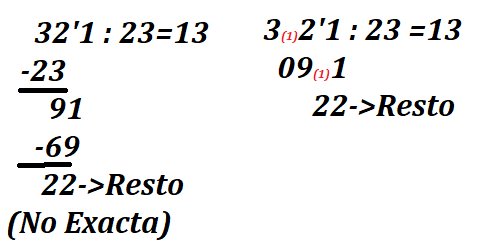 32'1 : 23=13
-23
91
-69
22->Resto
(No Exacta)
3(1)2'1 : 23 =13
09(1)1
22->Resto